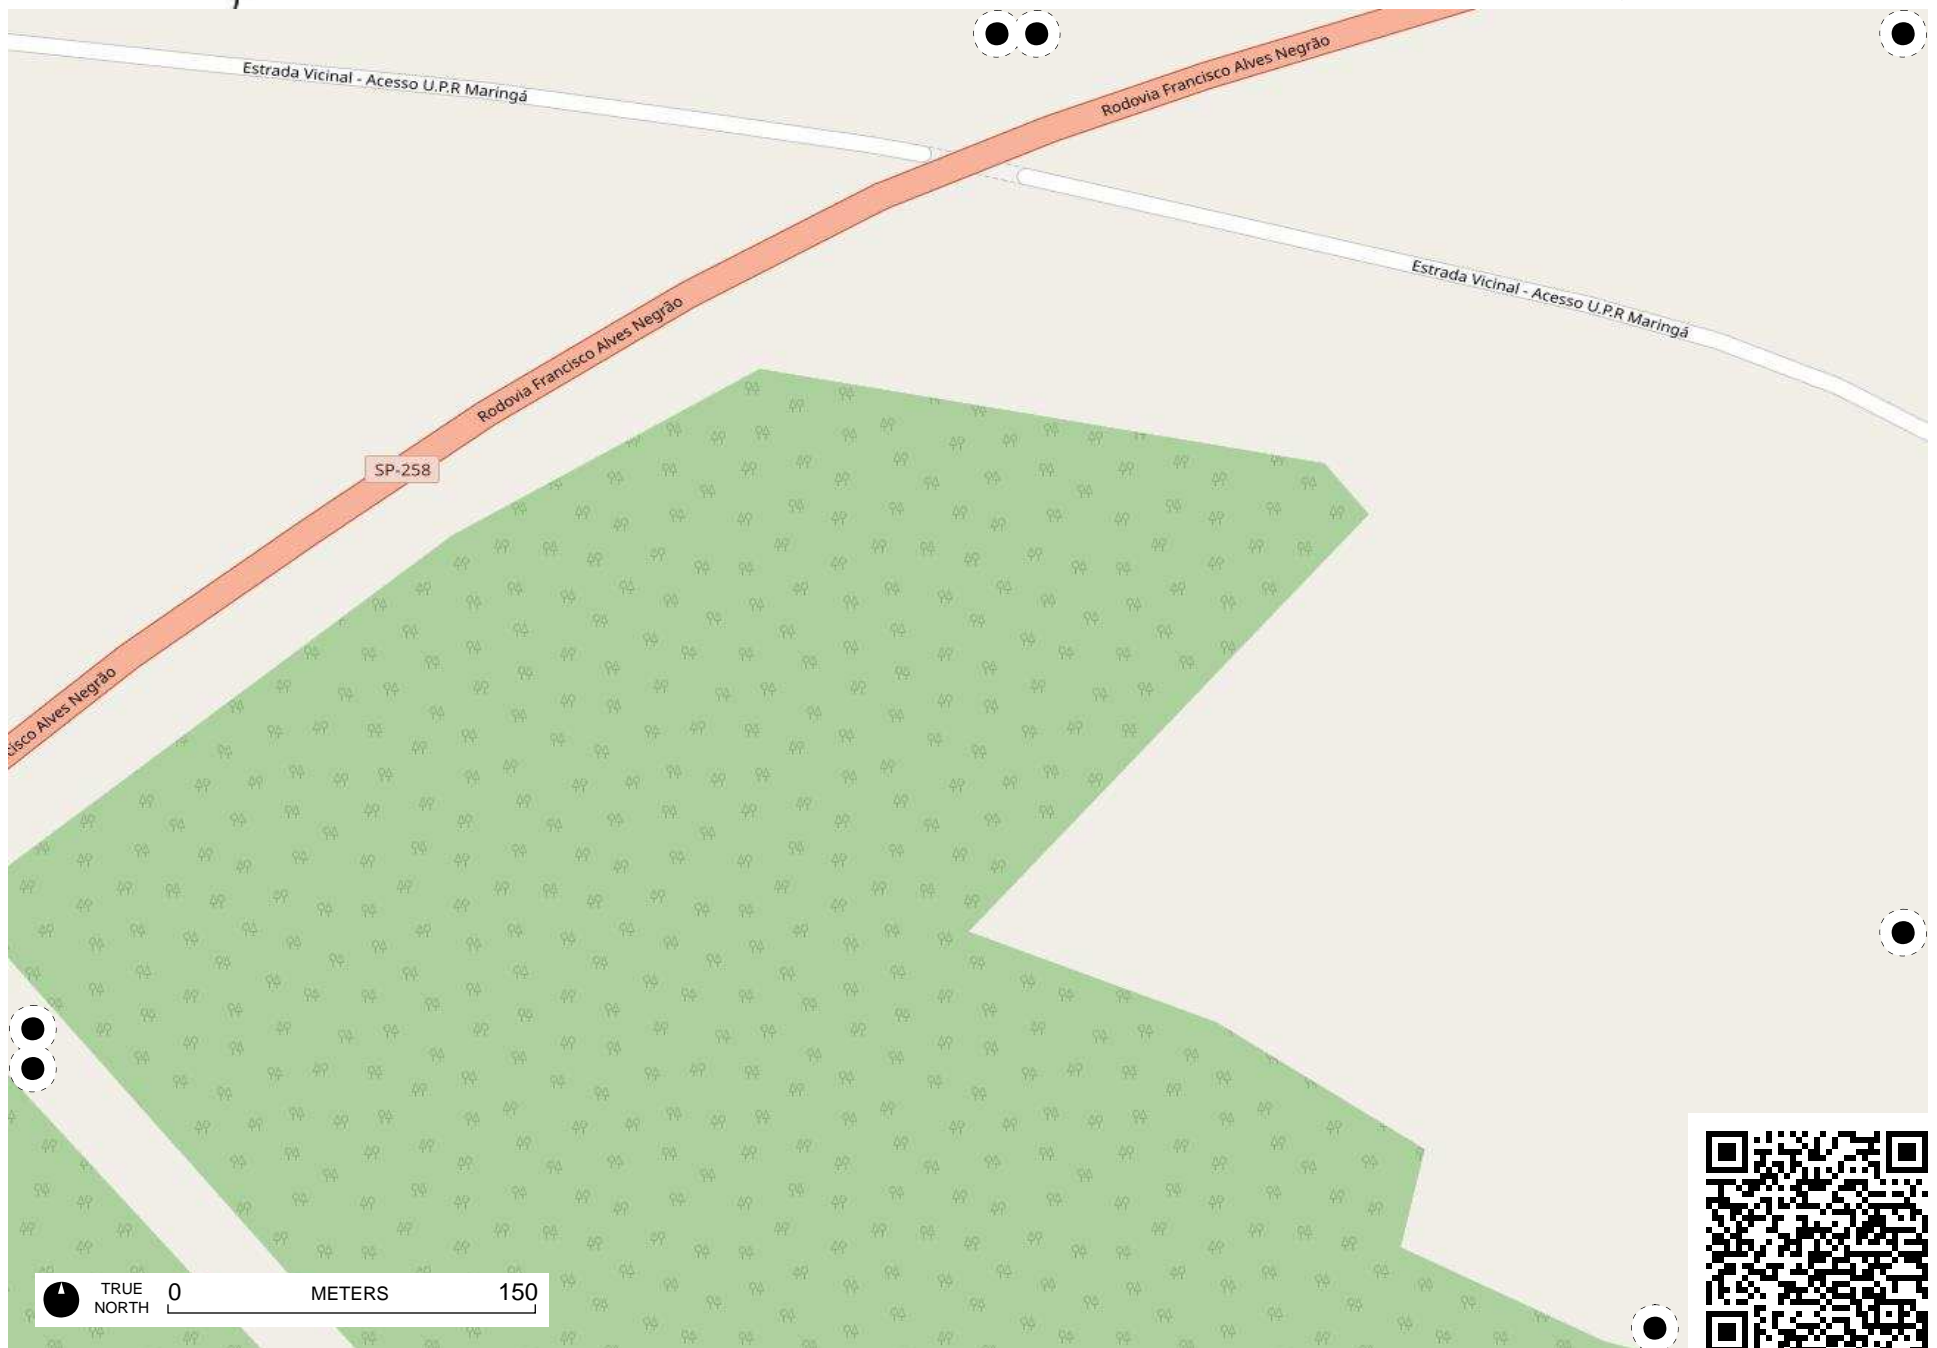 Rodovia Francisco Alves Negrão
Estrada Vicinal - Acesso U.P.R Maringá
Estrada Vicinal - Acesso U.P.R Maringá
Rodovia Francisco Alves Negrão
SP-258
cisco Alves Negrão
TRUE NORTH
0 METERS 150